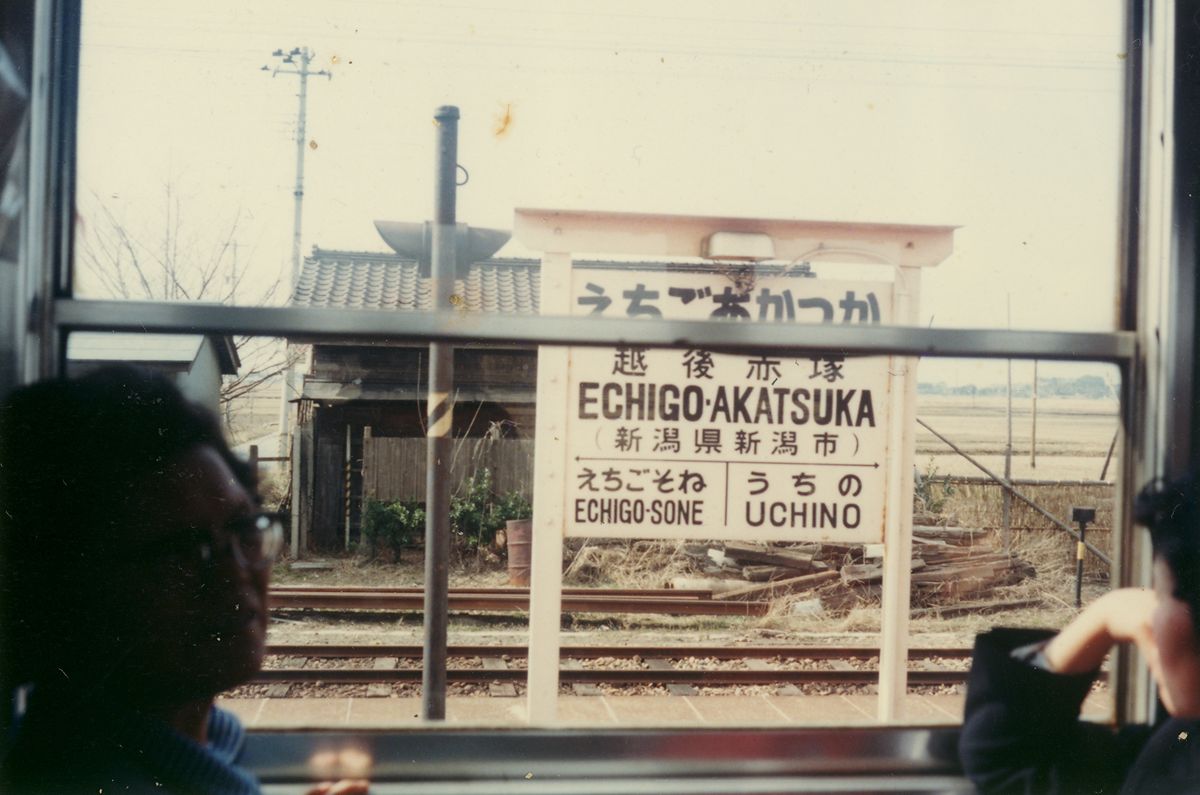 えちごあかつか
越後赤塚
ECHIGO·AKATSUKA
(新潟県新潟市)
えちごそね
ECHIGO-SONE
うちの
UCHINO